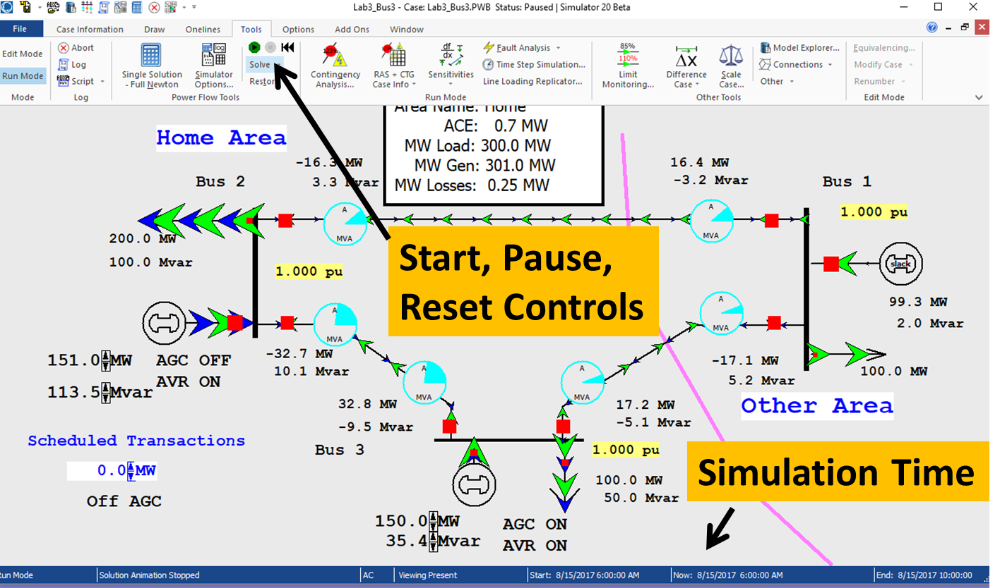 Lab3_Bus3 - Case: Lab3_Bus3.PWB Status: Paused | Simulator 20 Beta
File
Case Information
Draw
Onelines
Tools
Options
Add Ons
Window
Edit Mode
Run Mode
Mode
Abort
Log
Script
Log
Single Solution
- Full Newton
Simulator
Options...
Solve
Power Flow Tools
Contingency
Analysis...
RAS + CTG
Case Info
Sensitivities
Fault Analysis
Time Step Simulation...
Line Loading Replicator...
Run Mode
85%
110%
Limit
Monitoring...
ΔX
Difference
Case
Scale
Case...
Model Explorer...
Connections
Other
Other Tools
Equivalencing...
Modify Case
Renumber
Edit Mode
Area Name: Home
ACE: 0.7 MW
MW Load: 300.0 MW
MW Gen: 301.0 MW
MW Losses: 0.25 MW
Home Area
-16.3 MW
3.3 Mvar
16.4 MW
-3.2 Mvar
Bus 2
Bus 1
A
MVA
A
MVA
1.000 pu
200.0 MW
100.0 Mvar
1.000 pu
Start, Pause,
Reset Controls
slack
99.3 MW
2.0 Mvar
A
MVA
A
MVA
151.0 MW
AGC OFF
113.5 Mvar
AVR ON
-32.7 MW
10.1 Mvar
-17.1 MW
5.2 Mvar
100.0 MW
A
MVA
A
MVA
32.8 MW
-9.5 Mvar
17.2 MW
-5.1 Mvar
Other Area
Scheduled Transactions
0.0 MW
Off AGC
Bus 3
1.000 pu
100.0 MW
50.0 Mvar
Simulation Time
150.0 MW
35.4 Mvar
AGC ON
AVR ON
Run Mode
Solution Animation Stopped
AC
Viewing Present
Start: 8/15/2017 6:00:00 AM
Now: 8/15/2017 6:00:00 AM
End: 8/15/2017 10:00:00